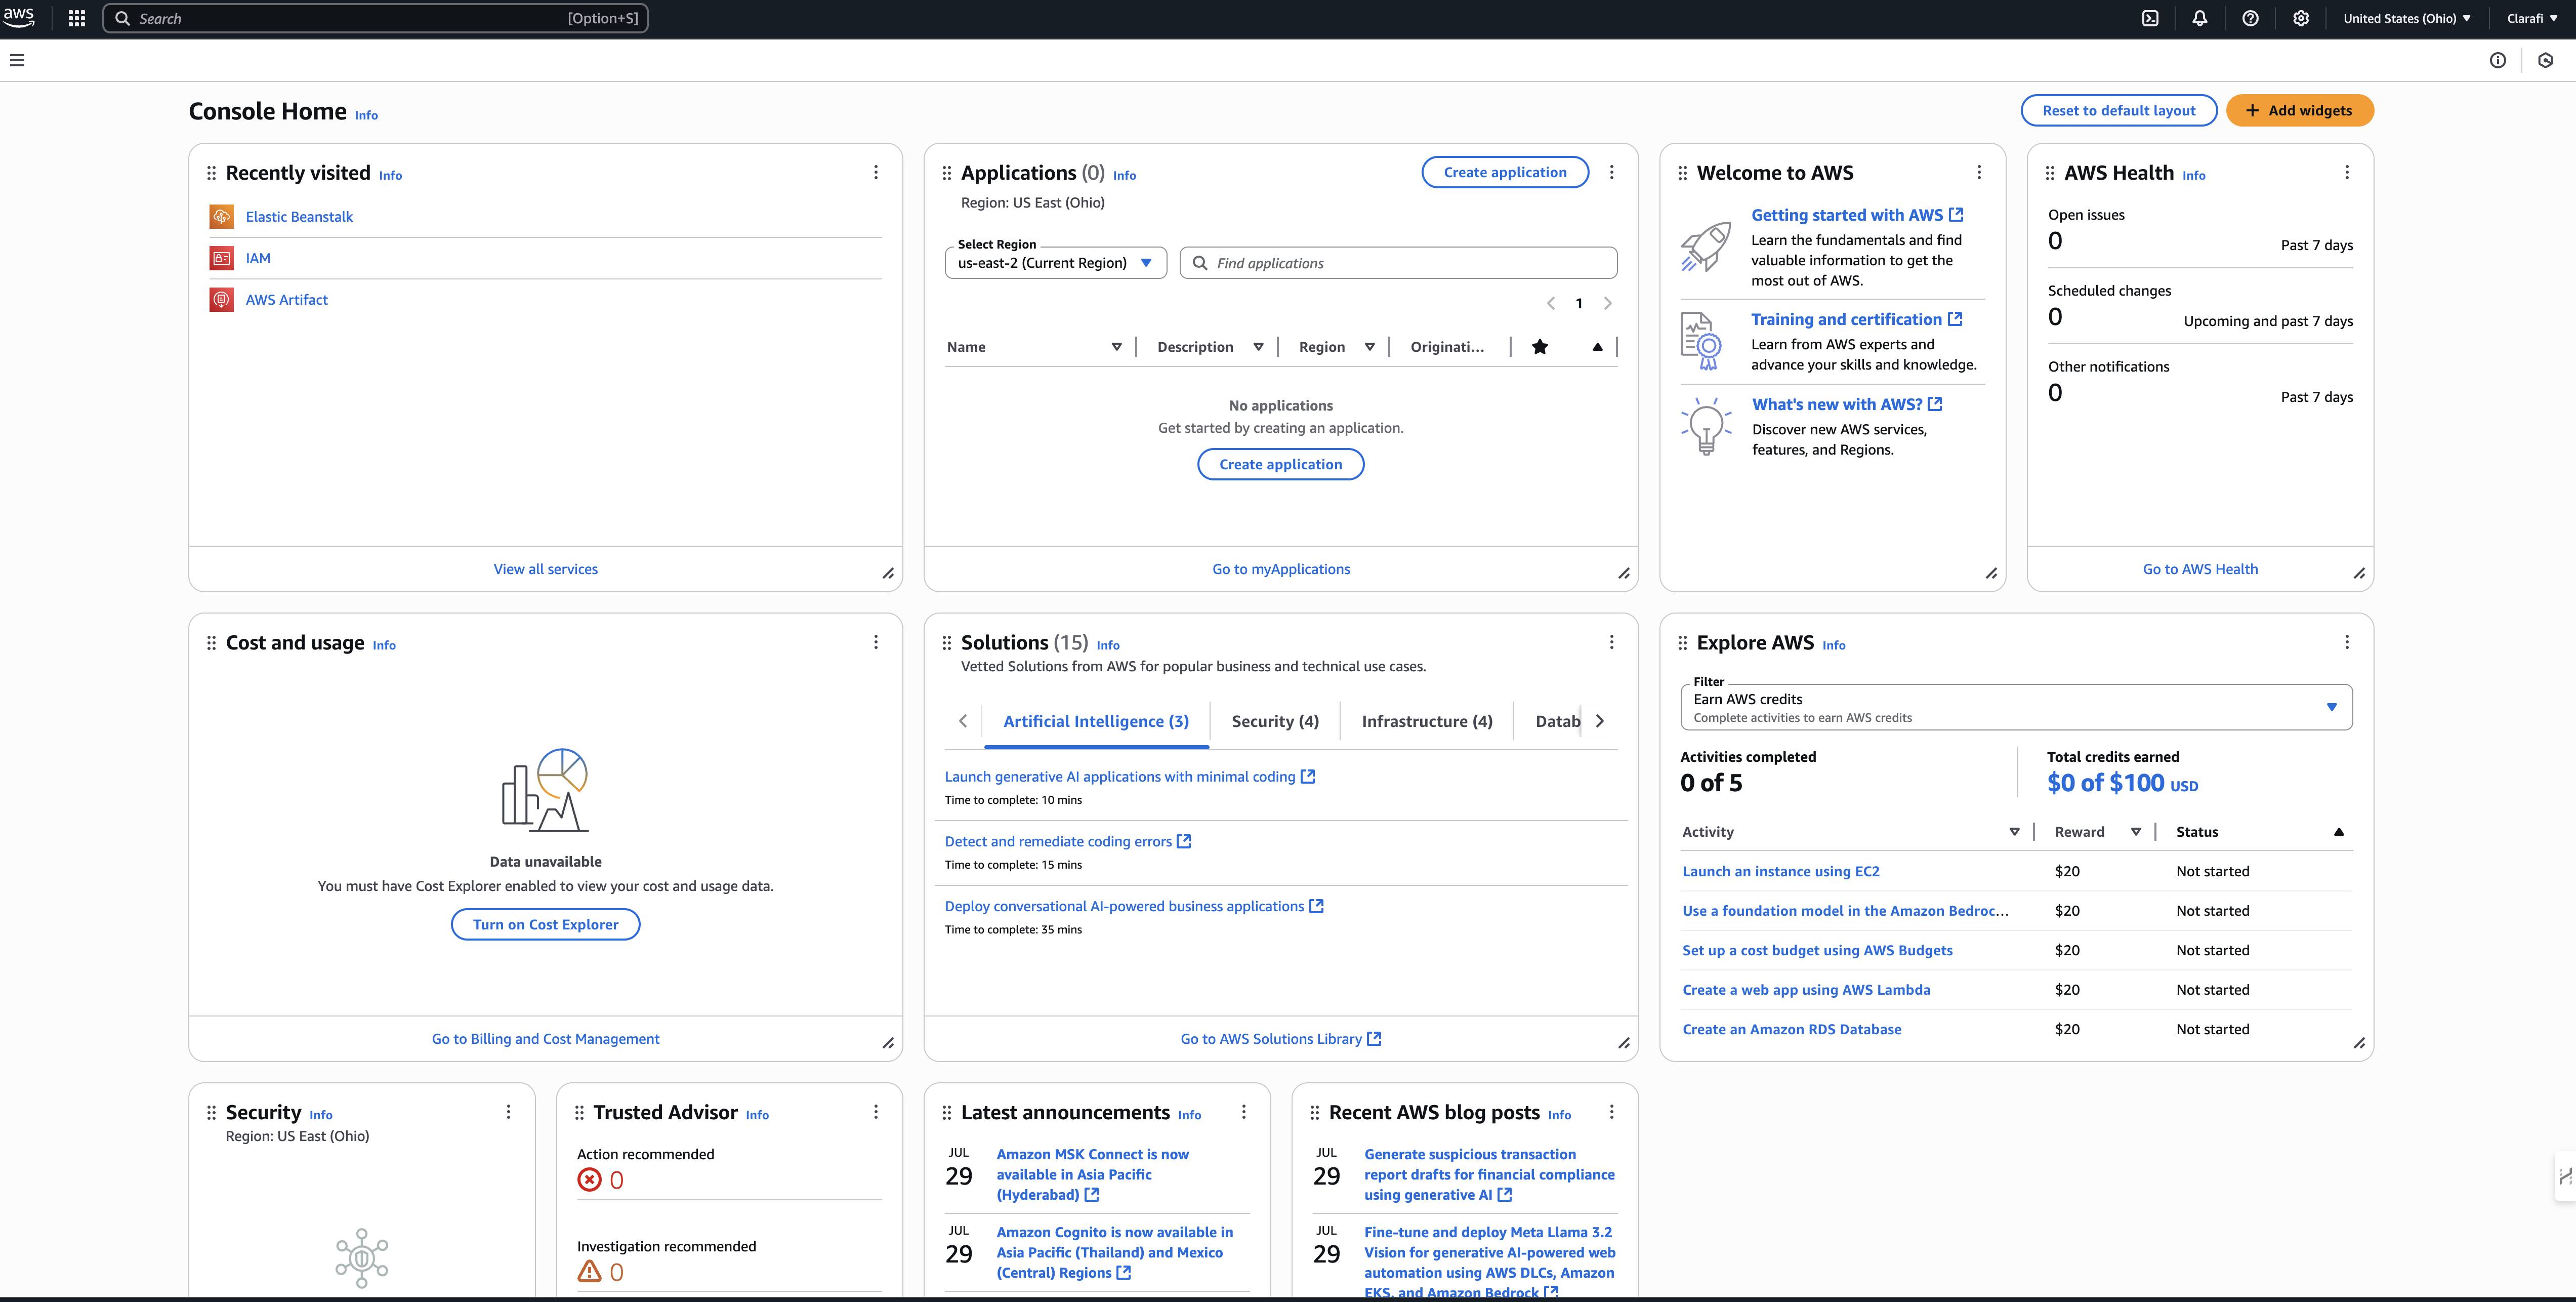 aws
Search
[Option+S]
United States (Ohio)
Clarafi
Console Home Info
Reset to default layout
Add widgets
Recently visited Info
Elastic Beanstalk
IAM
AWS Artifact
View all services
Applications (0) Info
Create application
Region: US East (Ohio)
Select Region
us-east-2 (Current Region)
Find applications
1
Name Description Region Originati...
No applications
Get started by creating an application.
Create application
Go to myApplications
Welcome to AWS
Getting started with AWS
Learn the fundamentals and find
valuable information to get the
most out of AWS.
Training and certification
Learn from AWS experts and
advance your skills and knowledge.
What's new with AWS?
Discover new AWS services,
features, and Regions.
AWS Health Info
Open issues
0 Past 7 days
Scheduled changes
0 Upcoming and past 7 days
Other notifications
0 Past 7 days
Go to AWS Health
Cost and usage Info
Data unavailable
You must have Cost Explorer enabled to view your cost and usage data.
Turn on Cost Explorer
Go to Billing and Cost Management
Solutions (15) Info
Vetted Solutions from AWS for popular business and technical use cases.
Artificial Intelligence (3) Security (4) Infrastructure (4) Datab
Launch generative AI applications with minimal coding
Time to complete: 10 mins
Detect and remediate coding errors
Time to complete: 15 mins
Deploy conversational AI-powered business applications
Time to complete: 35 mins
Go to AWS Solutions Library
Explore AWS Info
Filter
Earn AWS credits
Complete activities to earn AWS credits
Activities completed
0 of 5
Total credits earned
$0 of $100 USD
Activity Reward Status
Launch an instance using EC2 $20 Not started
Use a foundation model in the Amazon Bedroc... $20 Not started
Set up a cost budget using AWS Budgets $20 Not started
Create a web app using AWS Lambda $20 Not started
Create an Amazon RDS Database $20 Not started
Security Info
Region: US East (Ohio)
Trusted Advisor Info
Action recommended
0
Investigation recommended
0
Latest announcements Info
JUL
29
Amazon MSK Connect is now
available in Asia Pacific
(Hyderabad)
JUL
29
Amazon Cognito is now available in
Asia Pacific (Thailand) and Mexico
(Central) Regions
Recent AWS blog posts Info
JUL
29
Generate suspicious transaction
report drafts for financial compliance
using generative AI
JUL
29
Fine-tune and deploy Meta Llama 3.2
Vision for generative AI-powered web
automation using AWS DLCs, Amazon
EKS, and Amazon Bedrock